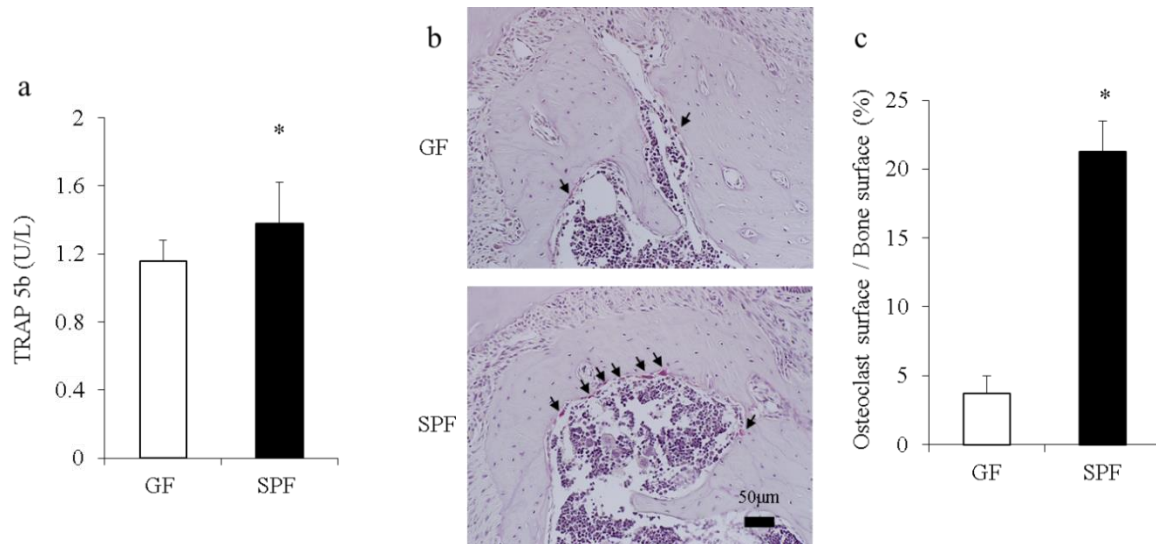 a
TRAP 5b (U/L)
2
1.6
1.2
0.8
0.4
0
*
GF
SPF
b
GF
SPF
50μm
c
Osteoclast surface / Bone surface (%)
25
20
15
10
5
0
*
GF
SPF